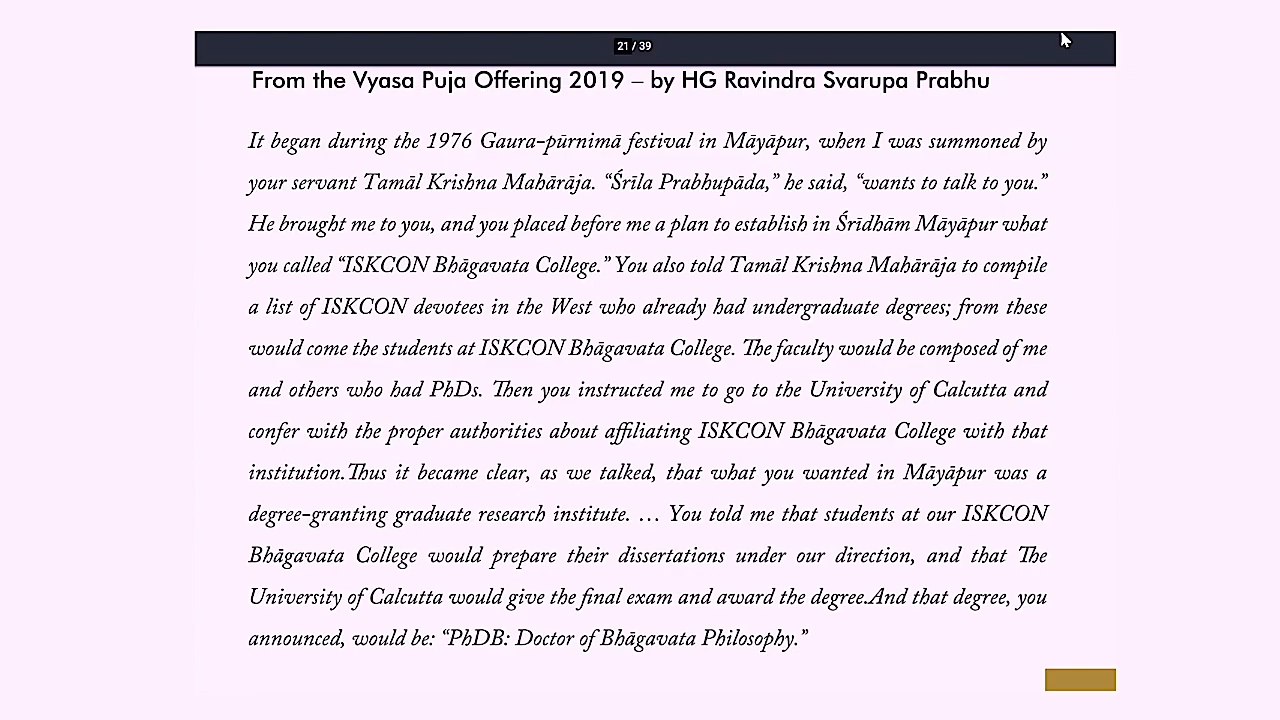 21 / 39
From the Vyasa Puja Offering 2019 – by HG Ravindra Svarupa Prabhu
It began during the 1976 Gaura-pūrnimā festival in Māyāpur, when I was summoned by
your servant Tamāl Krishna Mahārāja. “Śrīla Prabhupāda,” he said, “wants to talk to you.”
He brought me to you, and you placed before me a plan to establish in Śrīdhām Māyāpur what
you called “ISKCON Bhāgavata College.” You also told Tamāl Krishna Mahārāja to compile
a list of ISKCON devotees in the West who already had undergraduate degrees; from these
would come the students at ISKCON Bhāgavata College. The faculty would be composed of me
and others who had PhDs. Then you instructed me to go to the University of Calcutta and
confer with the proper authorities about affiliating ISKCON Bhāgavata College with that
institution.Thus it became clear, as we talked, that what you wanted in Māyāpur was a
degree-granting graduate research institute. … You told me that students at our ISKCON
Bhāgavata College would prepare their dissertations under our direction, and that The
University of Calcutta would give the final exam and award the degree.And that degree, you
announced, would be: “PhDB: Doctor of Bhāgavata Philosophy.”